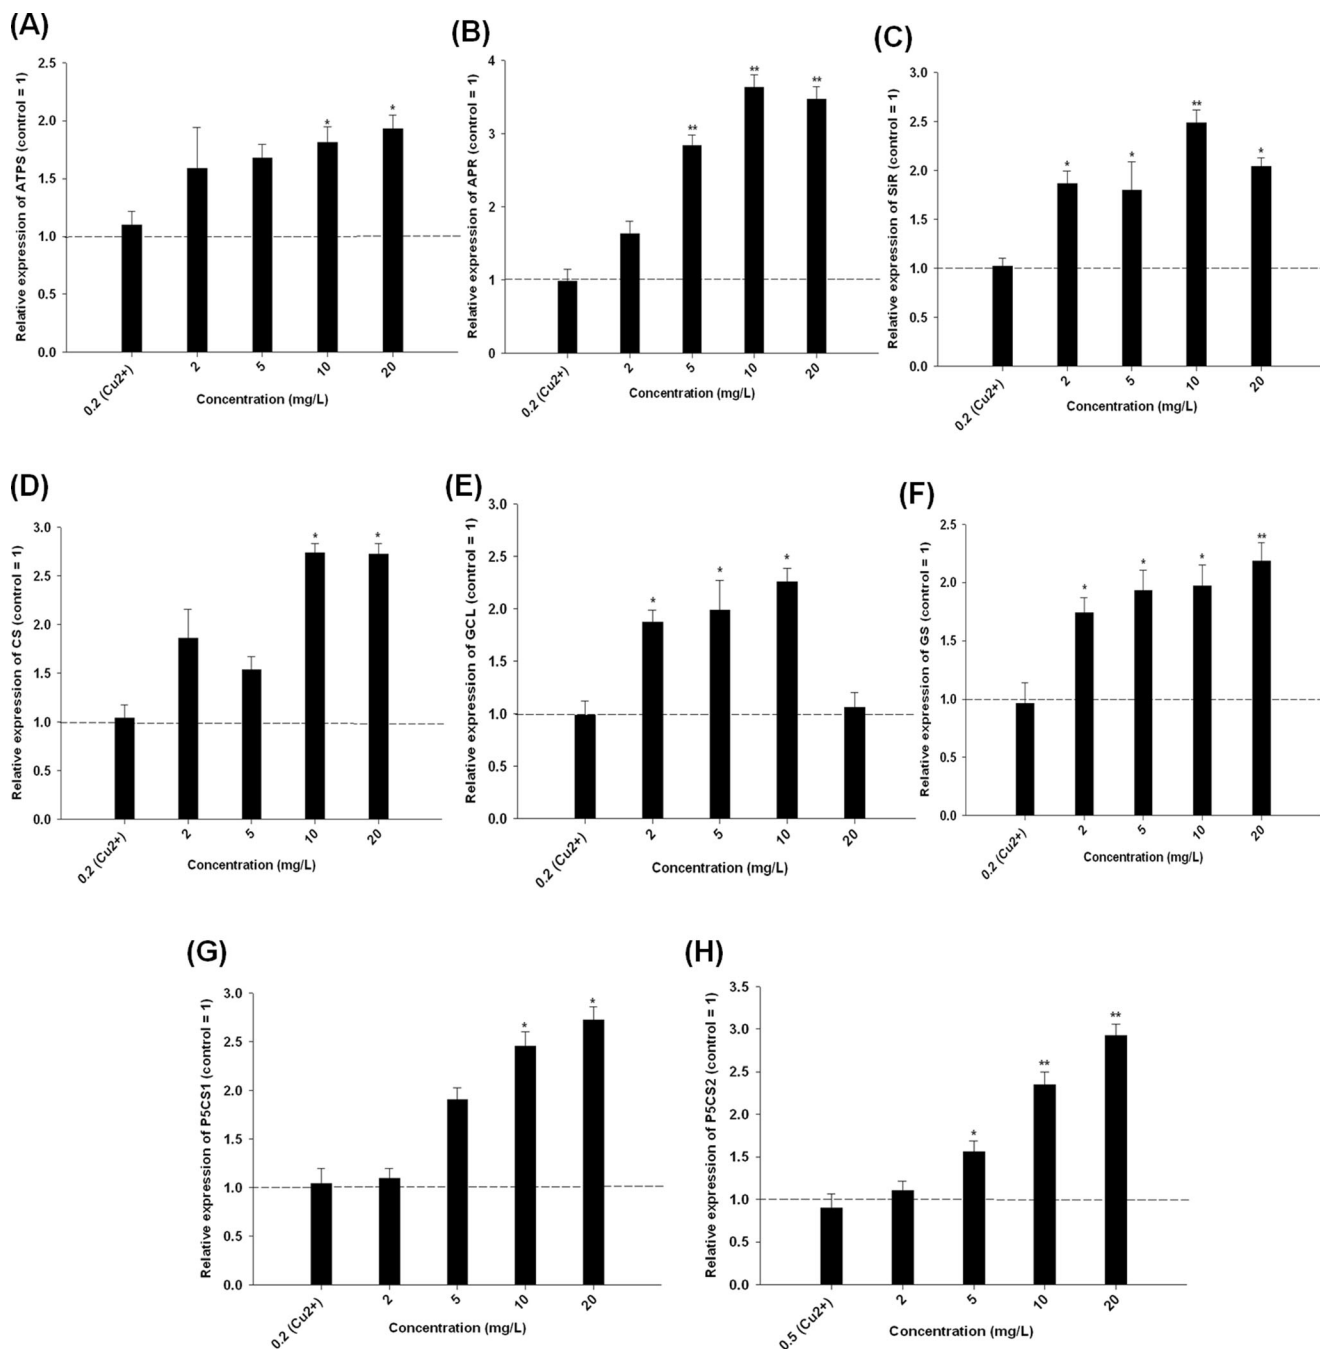 (A)
Relative expression of ATPS (control = 1)
2.5
2.0
1.5
1.0
0.5
0.0
* *
0.2 (Cu2+) 2 5 10 20
Concentration (mg/L)
(B)
Relative expression of APR (control = 1)
4
3
2
1
0
** ** **
0.2 (Cu2+) 2 5 10 20
Concentration (mg/L)
(C)
Relative expression of SiR (control = 1)
3.0
2.5
2.0
1.5
1.0
0.5
0.0
* * ** *
0.2 (Cu2+) 2 5 10 20
Concentration (mg/L)
(D)
Relative expression of CS (control = 1)
3.0
2.5
2.0
1.5
1.0
0.5
0.0
* *
0.2 (Cu2+) 2 5 10 20
Concentration (mg/L)
(E)
Relative expression of GCL (control = 1)
3.0
2.5
2.0
1.5
1.0
0.5
0.0
* * *
0.2 (Cu2+) 2 5 10 20
Concentration (mg/L)
(F)
Relative expression of GS (control = 1)
2.5
2.0
1.5
1.0
0.5
0.0
* * * **
0.2 (Cu2+) 2 5 10 20
Concentration (mg/L)
(G)
Relative expression of P5CS1 (control = 1)
3.0
2.5
2.0
1.5
1.0
0.5
0.0
* *
0.2 (Cu2+) 2 5 10 20
Concentration (mg/L)
(H)
Relative expression of P5CS2 (control = 1)
3.5
3.0
2.5
2.0
1.5
1.0
0.5
0.0
* ** **
0.5 (Cu2+) 2 5 10 20
Concentration (mg/L)